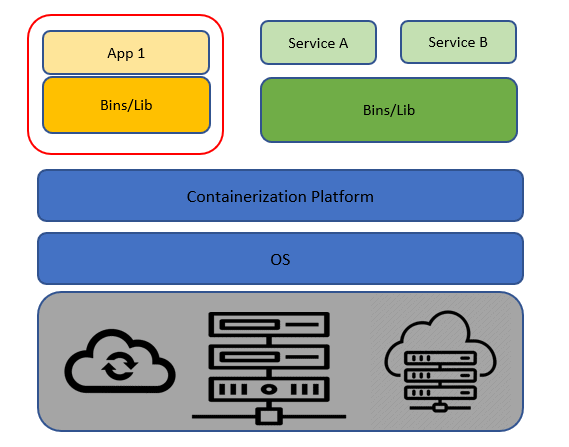 App 1
Bins/Lib
Service A
Service B
Bins/Lib
Containerization Platform
OS